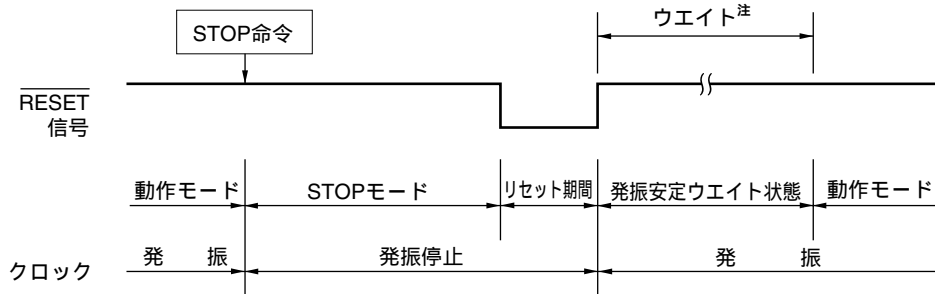 ウエイト注
STOP命令
RESET
信号
動作モード STOPモード リセット期間 発振安定ウエイト状態 動作モード
クロック 発 振 発振停止 発 振